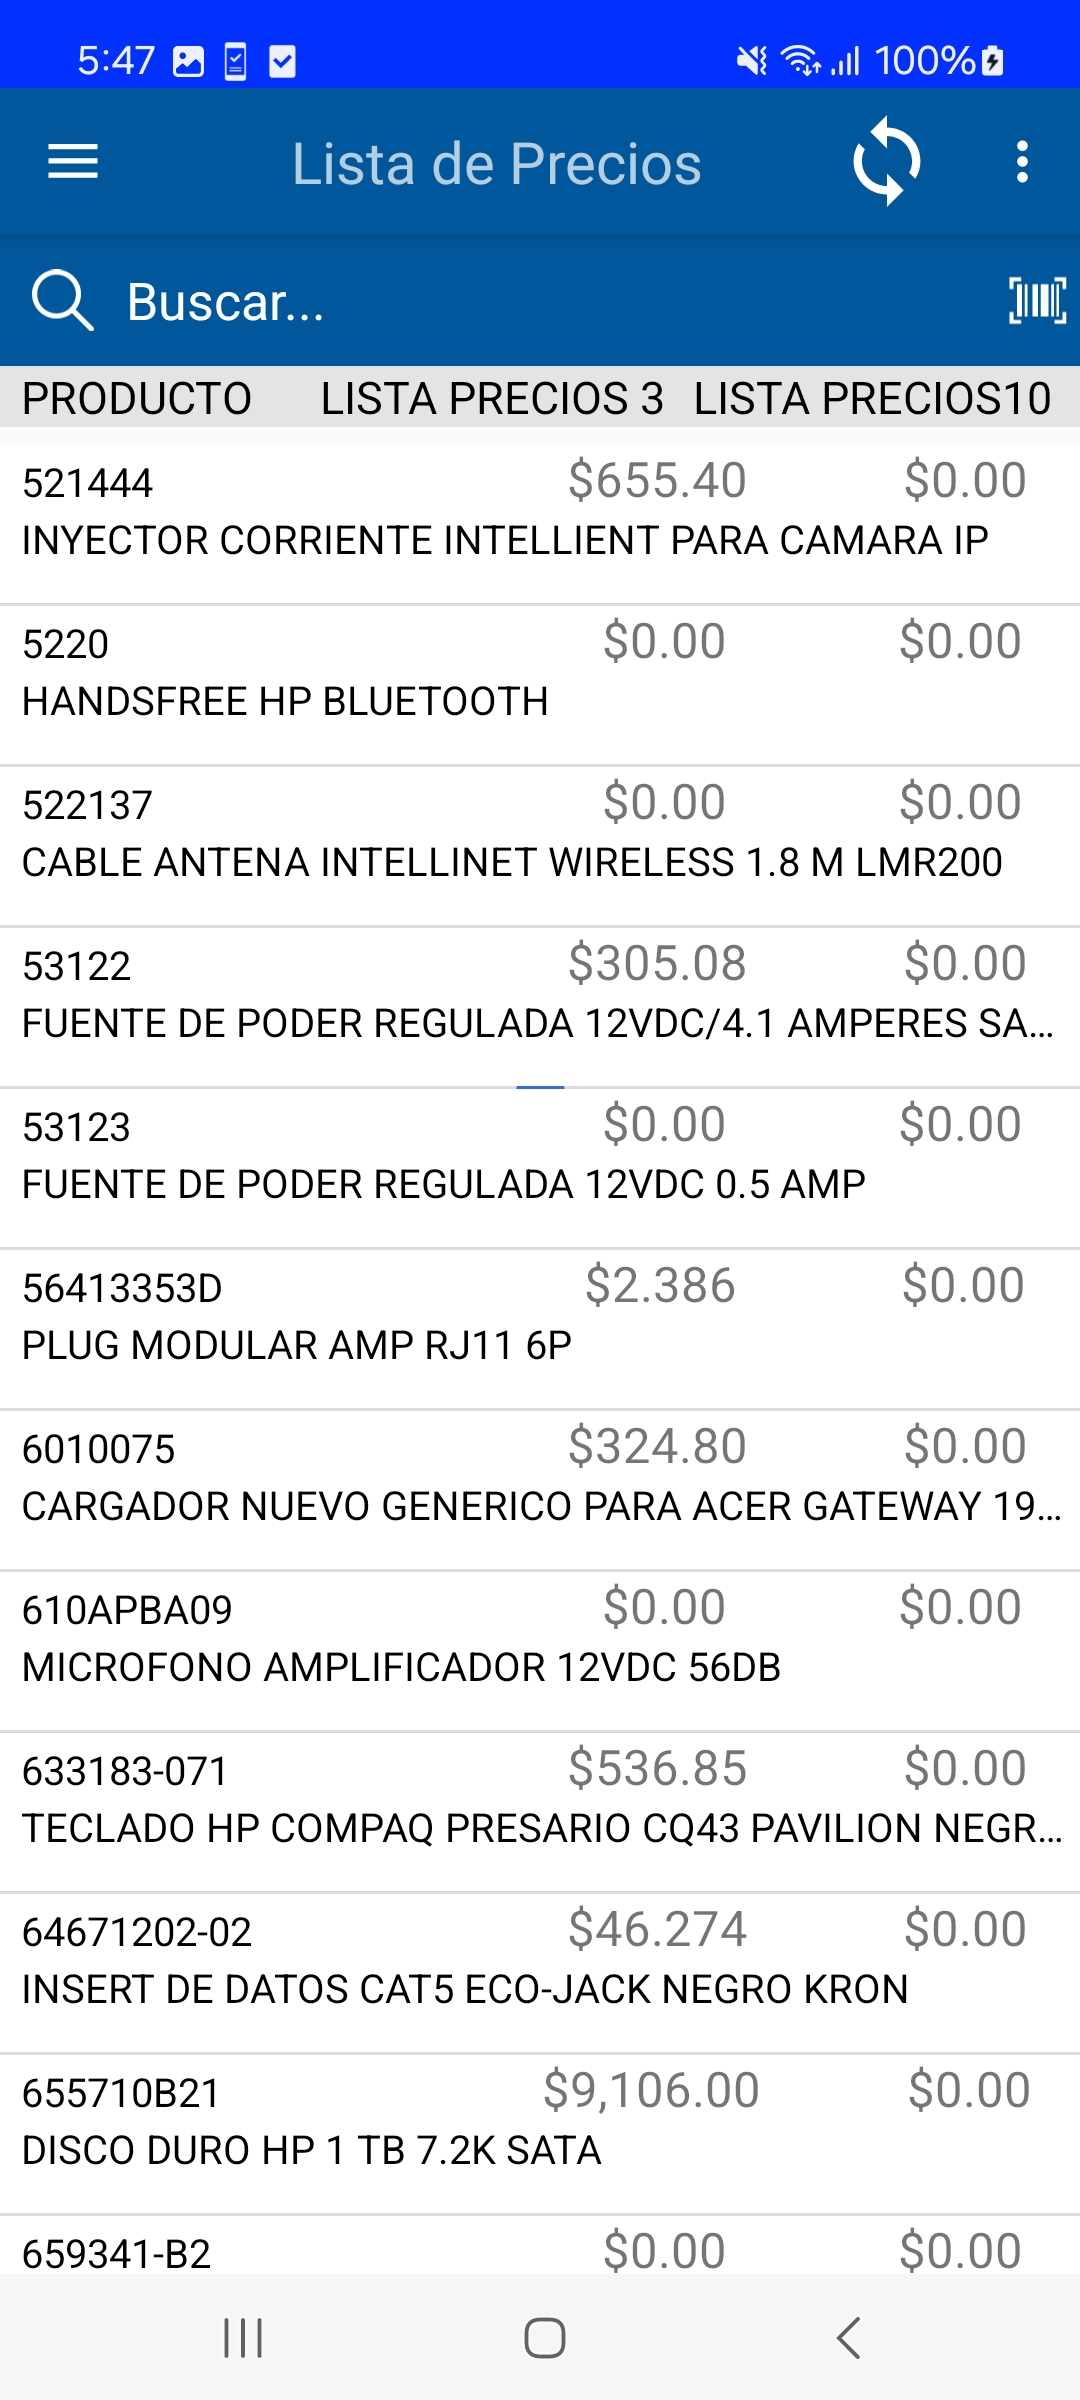 5:47 100%
Lista de Precios
Buscar...
PRODUCTO LISTA PRECIOS 3 LISTA PRECIOS10
521444 $655.40 $0.00
INYECTOR CORRIENTE INTELLIENT PARA CAMARA IP
5220 $0.00 $0.00
HANDSFREE HP BLUETOOTH
522137 $0.00 $0.00
CABLE ANTENA INTELLINET WIRELESS 1.8 M LMR200
53122 $305.08 $0.00
FUENTE DE PODER REGULADA 12VDC/4.1 AMPERES SA...
53123 $0.00 $0.00
FUENTE DE PODER REGULADA 12VDC 0.5 AMP
56413353D $2.386 $0.00
PLUG MODULAR AMP RJ11 6P
6010075 $324.80 $0.00
CARGADOR NUEVO GENERICO PARA ACER GATEWAY 19...
610APBA09 $0.00 $0.00
MICROFONO AMPLIFICADOR 12VDC 56DB
633183-071 $536.85 $0.00
TECLADO HP COMPAQ PRESARIO CQ43 PAVILION NEGR...
64671202-02 $46.274 $0.00
INSERT DE DATOS CAT5 ECO-JACK NEGRO KRON
655710B21 $9,106.00 $0.00
DISCO DURO HP 1 TB 7.2K SATA
659341-B2 $0.00 $0.00